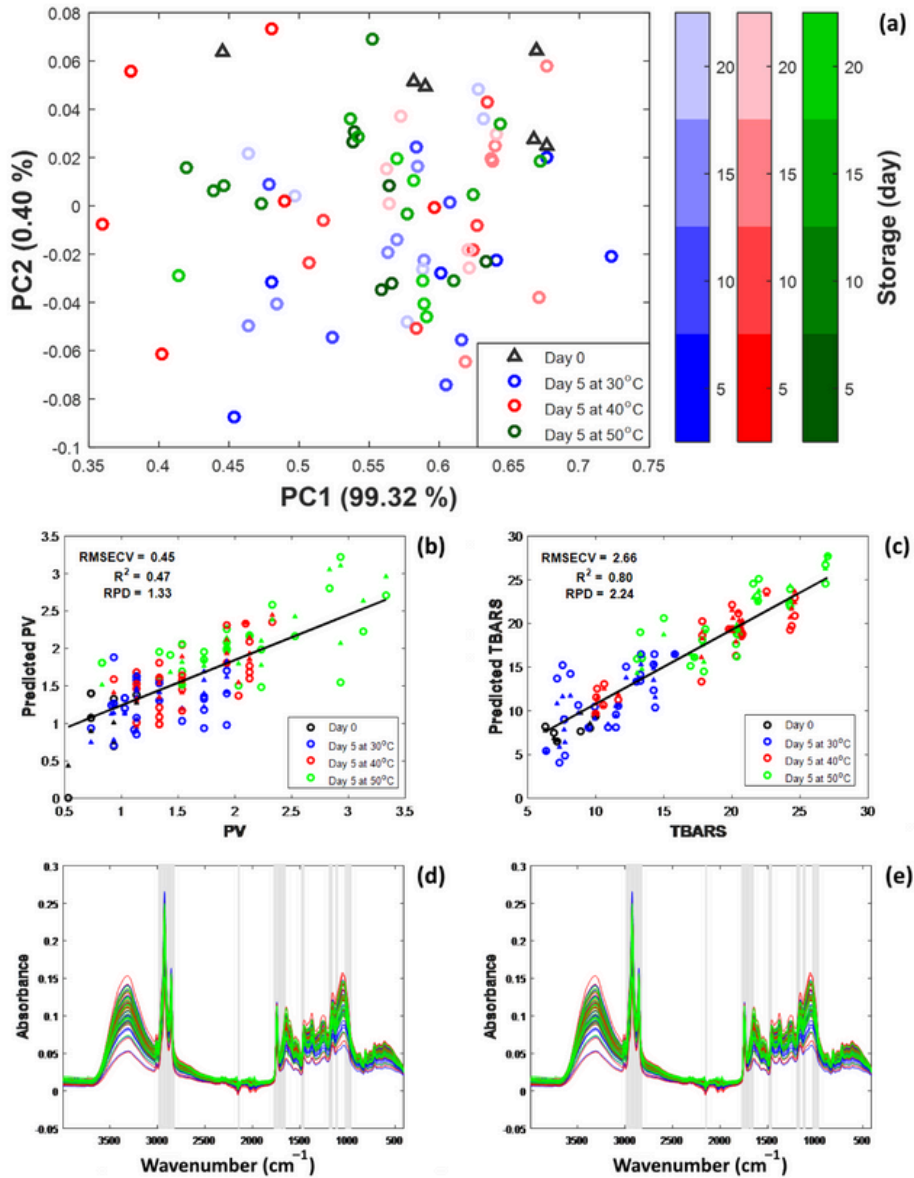 (a)
0.08
0.06
0.04
0.02
0
-0.02
-0.04
-0.06
-0.08
-0.1
PC2 (0.40 %)
0.35 0.4 0.45 0.5 0.55 0.6 0.65 0.7 0.75
PC1 (99.32 %)
Day 0
Day 5 at 30°C
Day 5 at 40°C
Day 5 at 50°C
20 20 20
15 15 15
10 10 10
5 5 5
Storage (day)
(b)
RMSECV = 0.45
R² = 0.47
RPD = 1.33
3.5
3
2.5
2
1.5
1
0.5
0
Predicted PV
0.5 1 1.5 2 2.5 3 3.5
PV
Day 0
Day 5 at 30°C
Day 5 at 40°C
Day 5 at 50°C
(c)
RMSECV = 2.66
R² = 0.80
RPD = 2.24
30
25
20
15
10
5
0
Predicted TBARS
5 10 15 20 25 30
TBARS
Day 0
Day 5 at 30°C
Day 5 at 40°C
Day 5 at 50°C
(d)
0.3
0.25
0.2
0.15
0.1
0.05
0
-0.05
Absorbance
3500 3000 2500 2000 1500 1000 500
Wavenumber (cm⁻¹)
(e)
0.3
0.25
0.2
0.15
0.1
0.05
0
-0.05
Absorbance
3500 3000 2500 2000 1500 1000 500
Wavenumber (cm⁻¹)